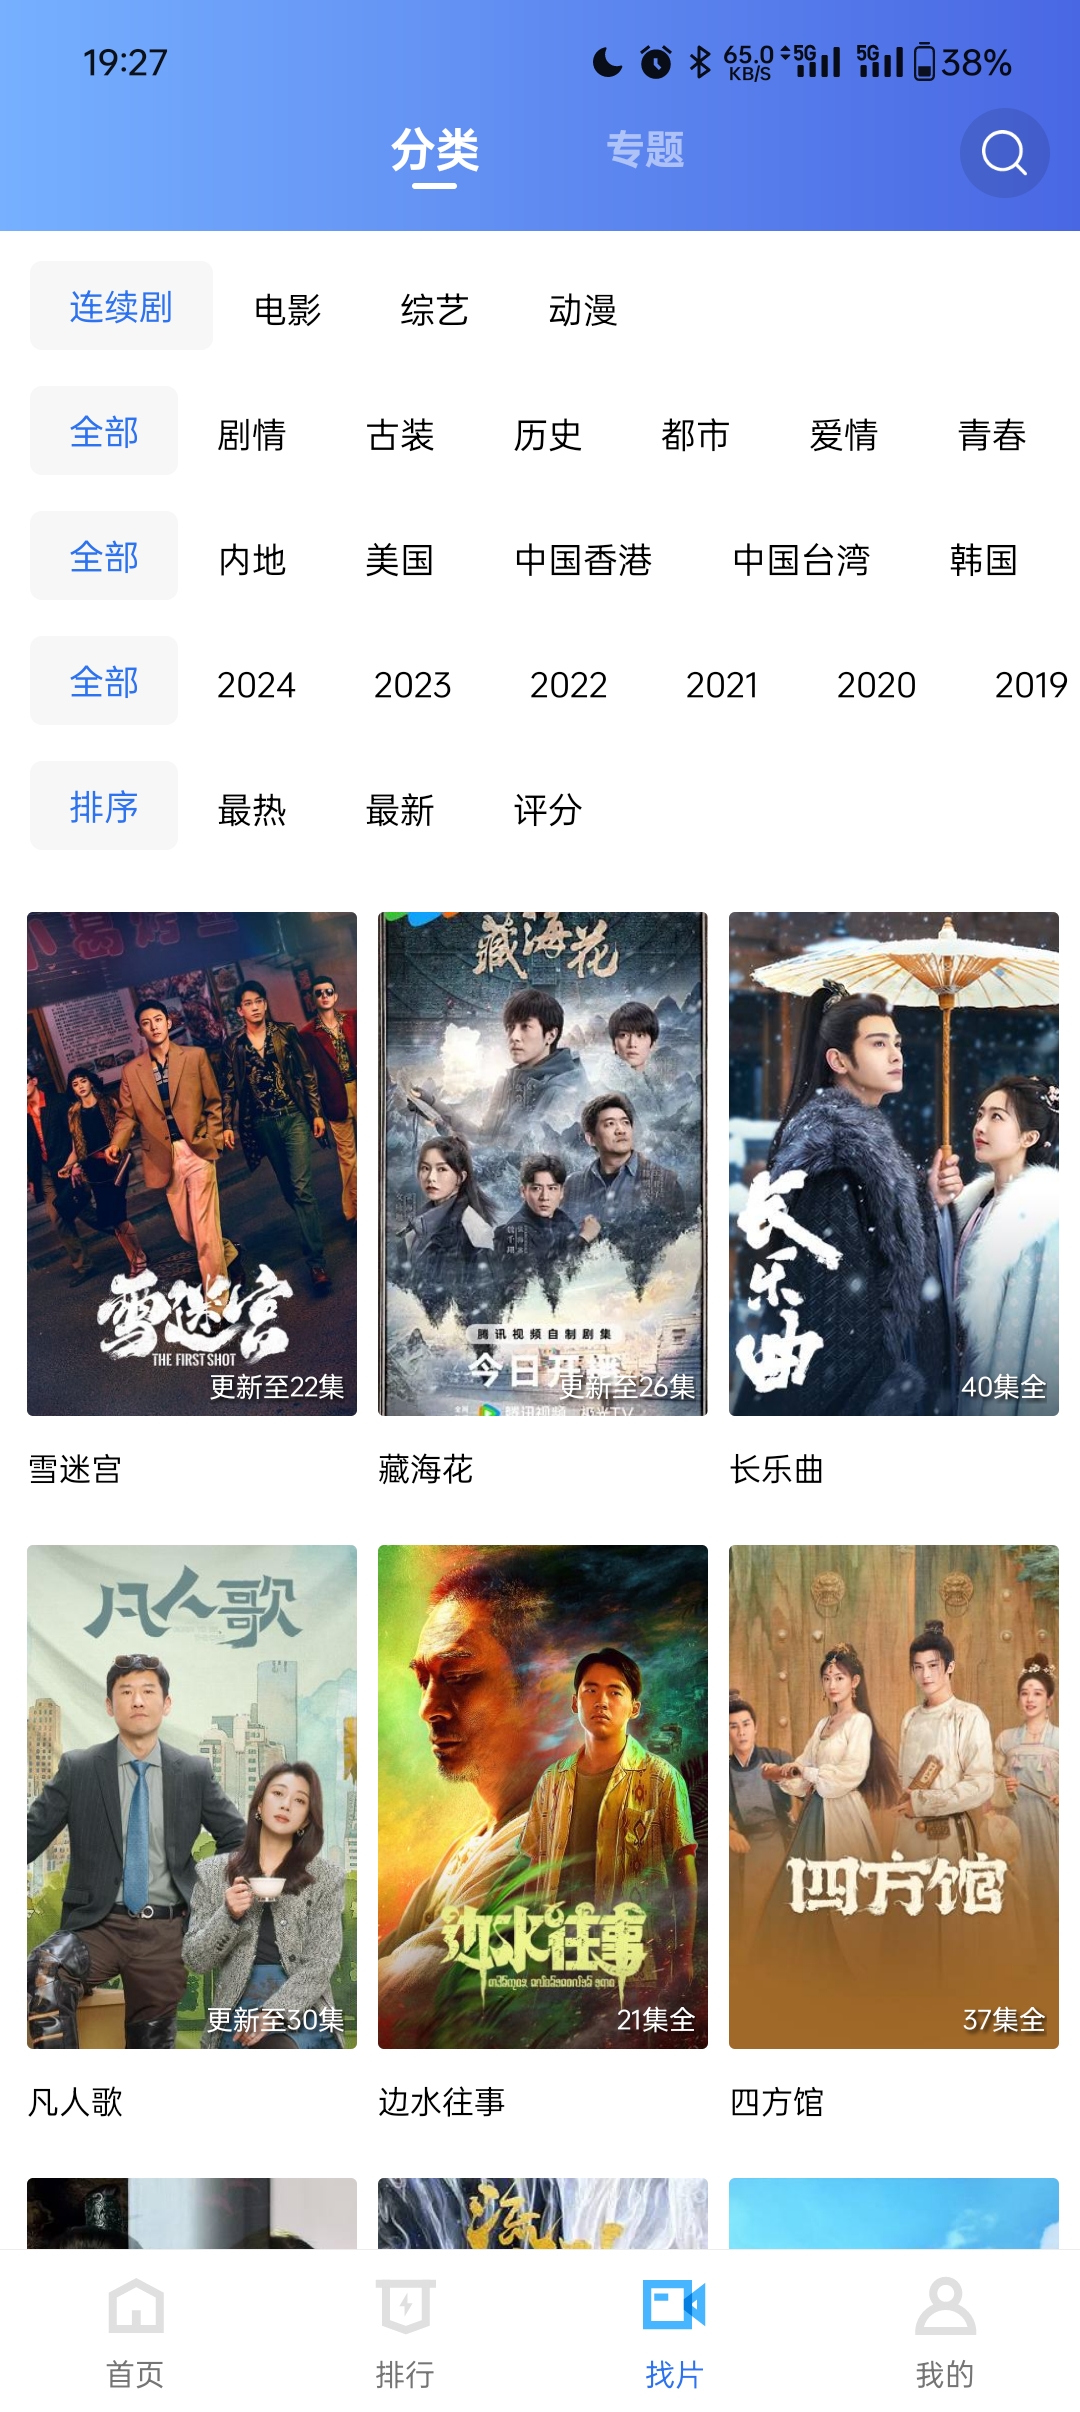 19:27 65.0 KB/S 5G 5G 38%
分类 专题
连续剧 电影 综艺 动漫
全部 剧情 古装 历史 都市 爱情 青春
全部 内地 美国 中国香港 中国台湾 韩国
全部 2024 2023 2022 2021 2020 2019
排序 最热 最新 评分
雪迷宫
THE FIRST SHOT
更新至22集
藏海花
腾讯视频自制剧集
今日开播
更新至26集
腾讯视频 极光TV
长乐曲
40集全
雪迷宫 藏海花 长乐曲
凡人歌
更新至30集
边水往事
21集全
四方馆
37集全
凡人歌 边水往事 四方馆
首页 排行 找片 我的